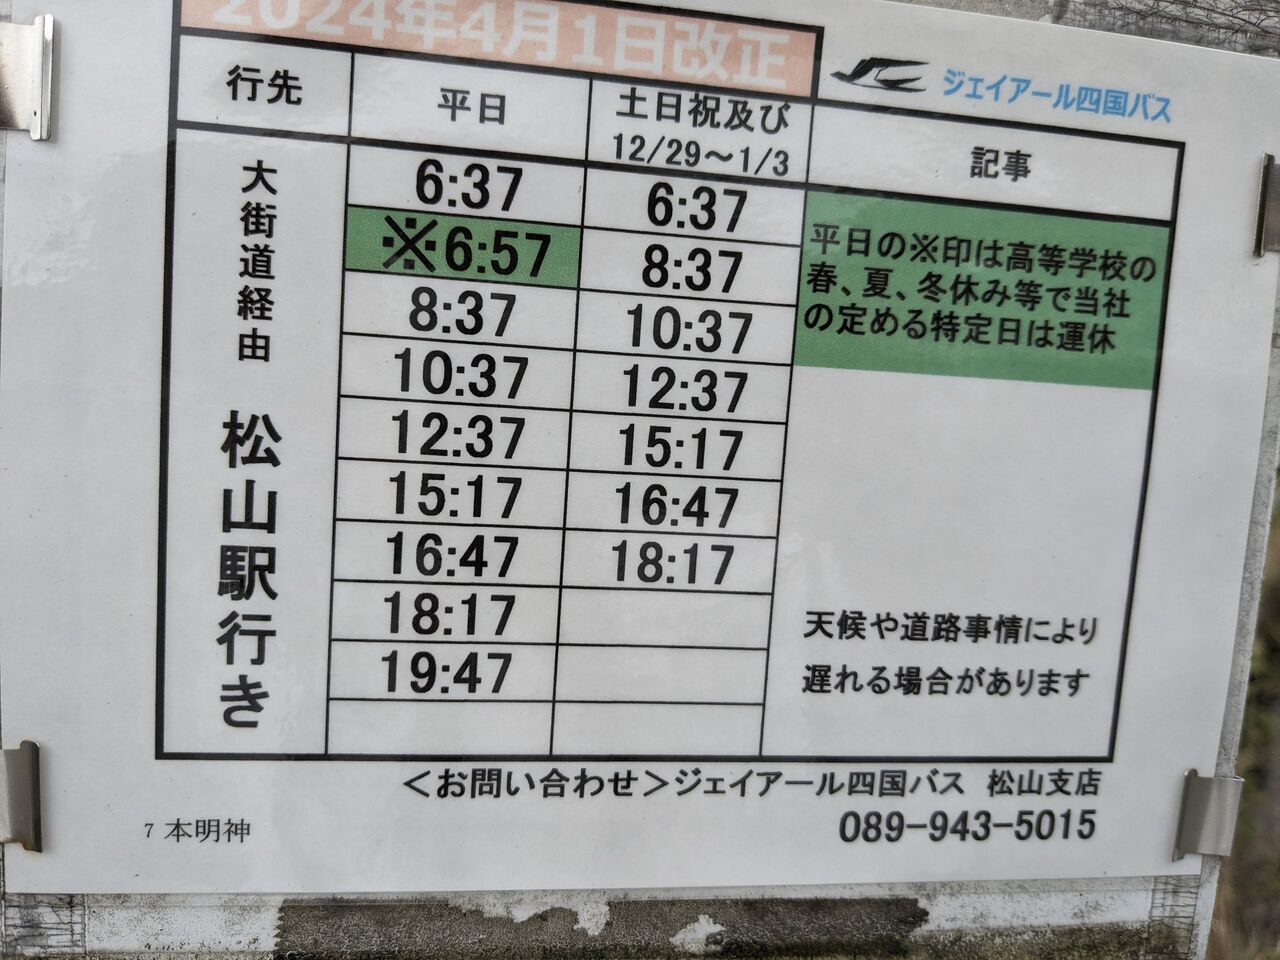 2024年4月1日改正
ジェイアール四国バス
行先
平日
土日祝及び
12/29～1/3
記事
大街道経由 松山駅行き
6:37
6:37
※6:57
8:37
8:37
10:37
10:37
12:37
12:37
15:17
15:17
16:47
16:47
18:17
18:17
19:47
平日の※印は高等学校の
春、夏、冬休み等で当社
の定める特定日は運休
天候や道路事情により
遅れる場合があります
＜お問い合わせ＞ジェイアール四国バス 松山支店
089-943-5015
7 本明神